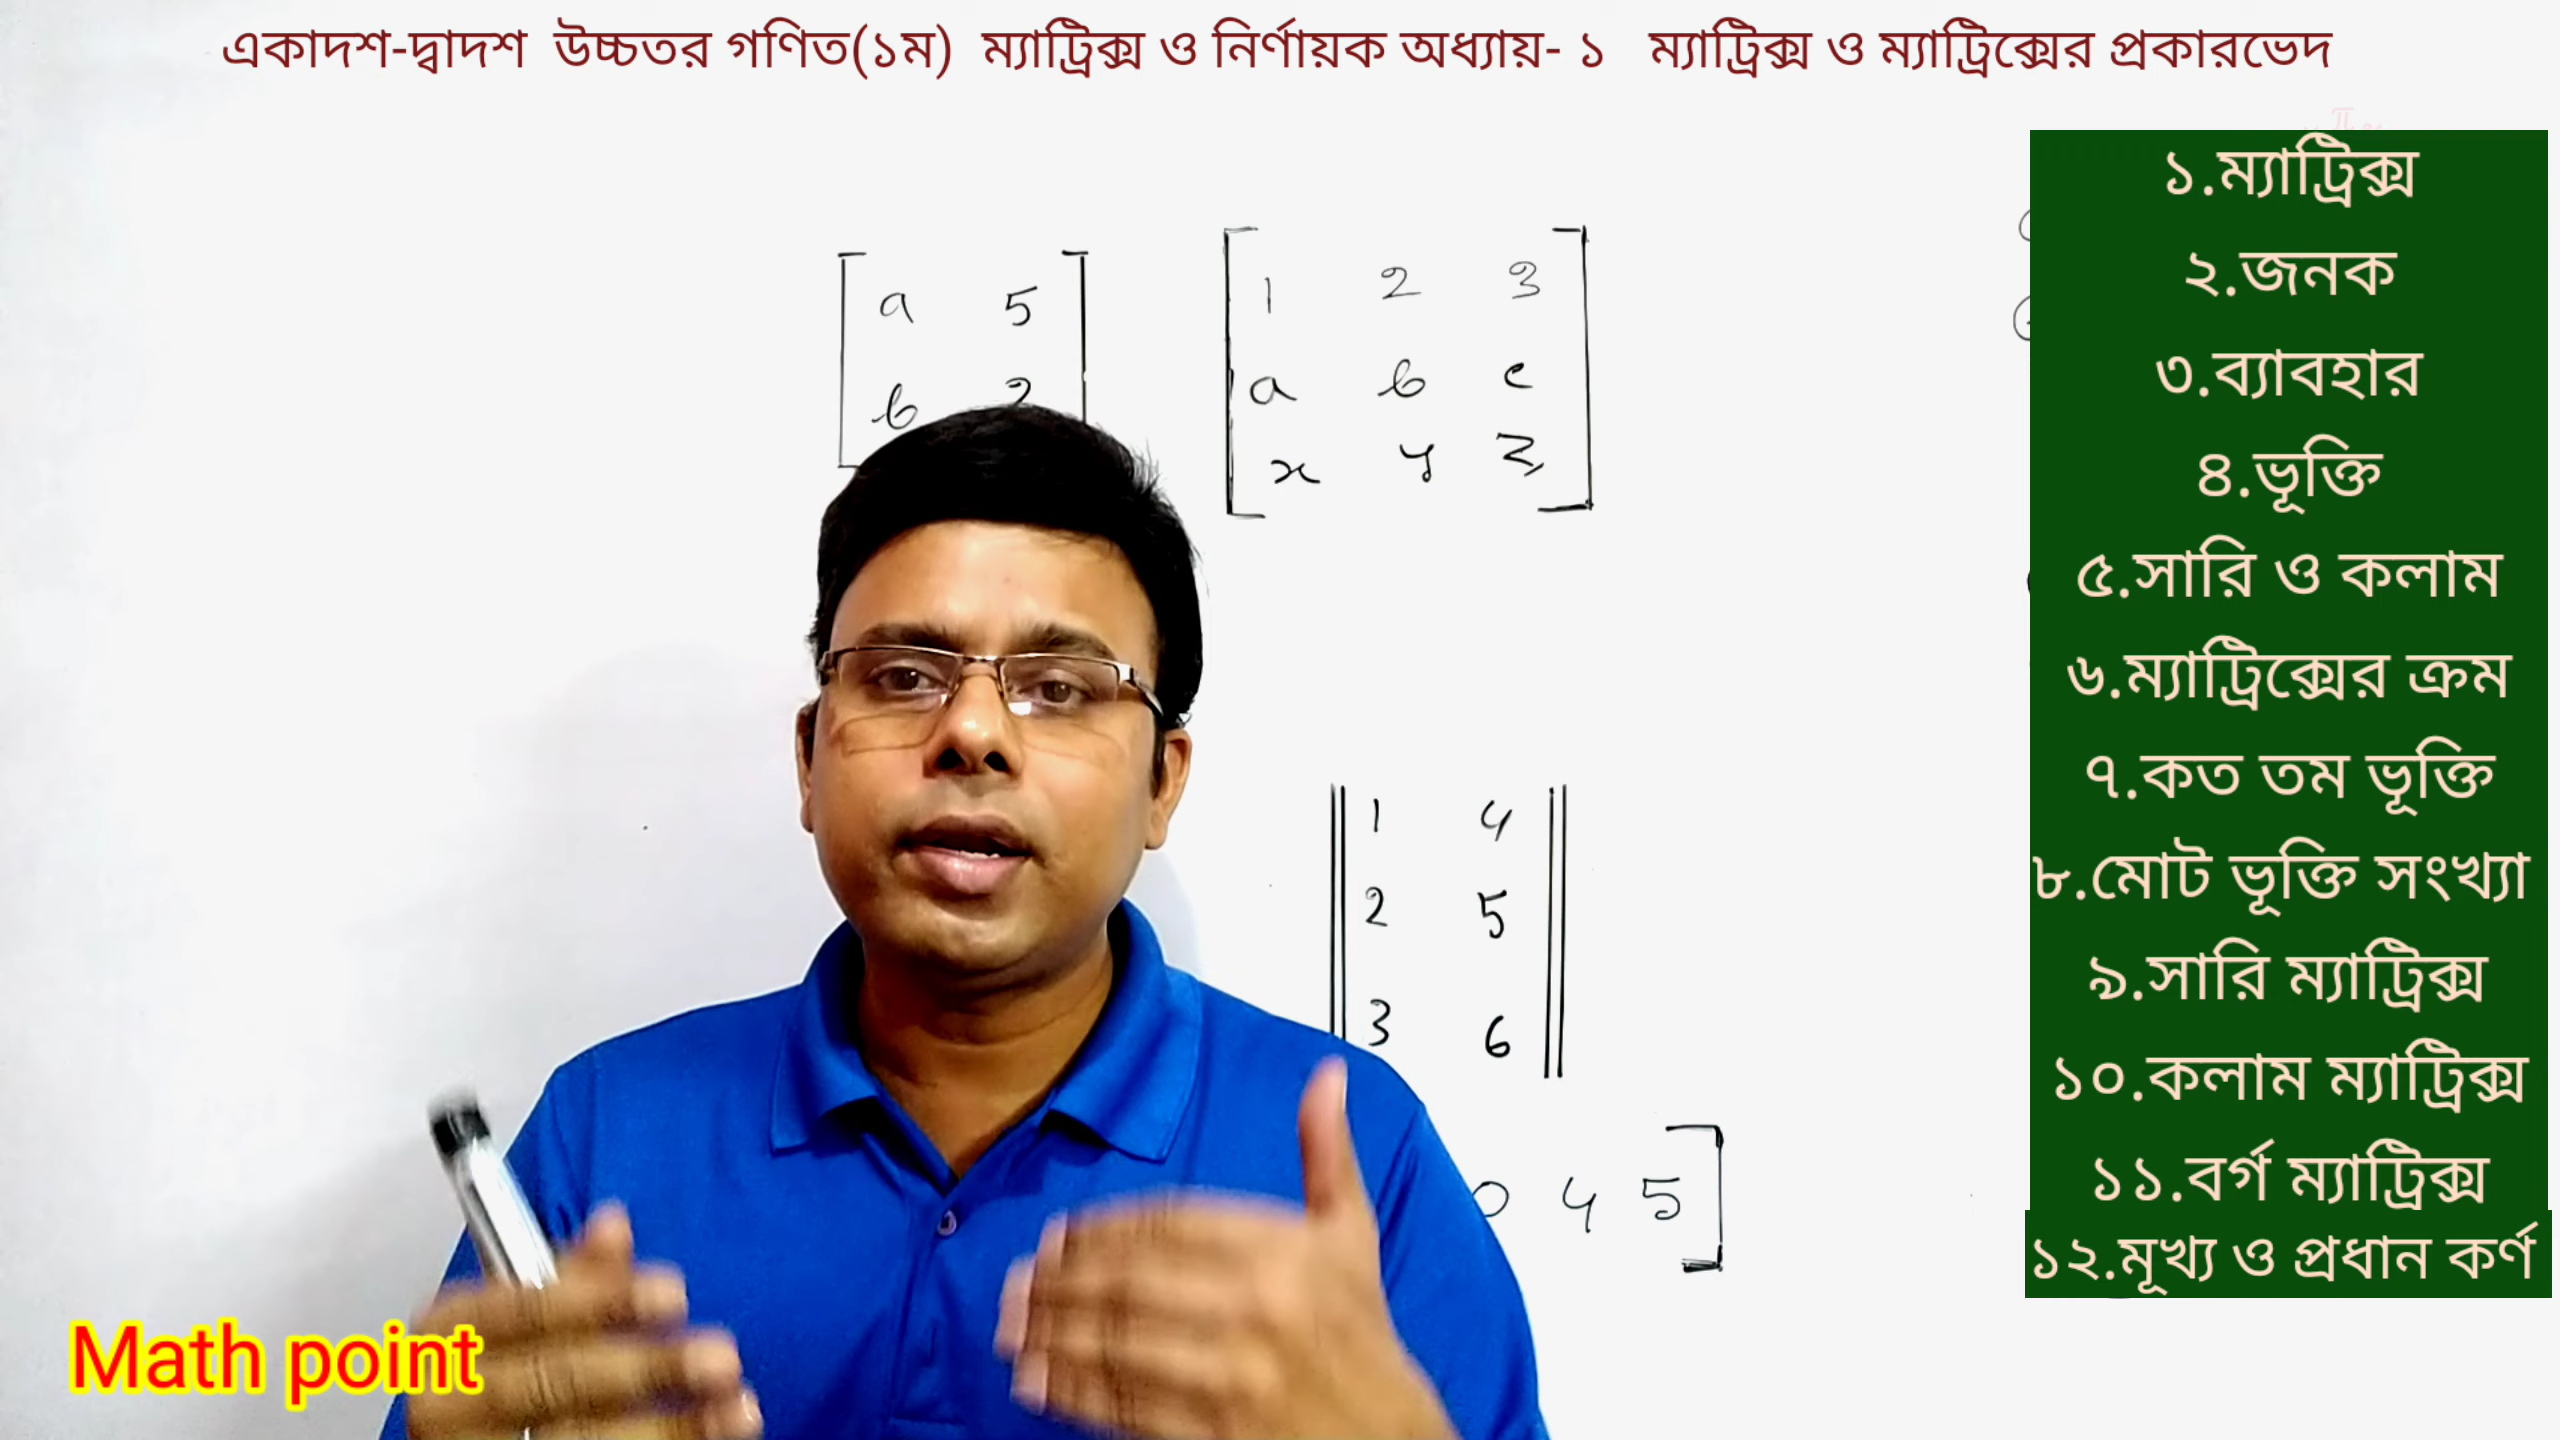 একাদশ-দ্বাদশ উচ্চতর গণিত(১ম) ম্যাট্রিক্স ও নির্ণায়ক অধ্যায়- ১ ম্যাট্রিক্স ও ম্যাট্রিক্সের প্রকারভেদ
a 5
b 2
1 2 3
a b c
x y z
1 4
2 5
3 6
0 4 5
Math point
১.ম্যাট্রিক্স
২.জনক
৩.ব্যাবহার
৪.ভূক্তি
৫.সারি ও কলাম
৬.ম্যাট্রিক্সের ক্রম
৭.কত তম ভূক্তি
৮.মোট ভূক্তি সংখ্যা
৯.সারি ম্যাট্রিক্স
১০.কলাম ম্যাট্রিক্স
১১.বর্গ ম্যাট্রিক্স
১২.মূখ্য ও প্রধান কর্ণ